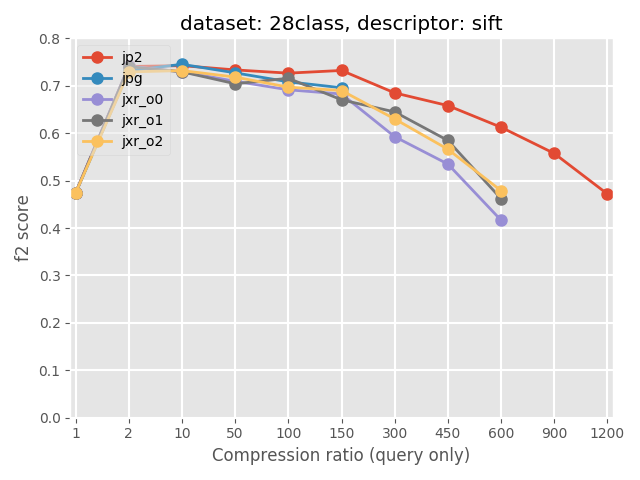 dataset: 28class, descriptor: sift
jp2
jpg
jxr_o0
jxr_o1
jxr_o2
f2 score
0.8
0.7
0.6
0.5
0.4
0.3
0.2
0.1
0.0
1 2 10 50 100 150 300 450 600 900 1200
Compression ratio (query only)